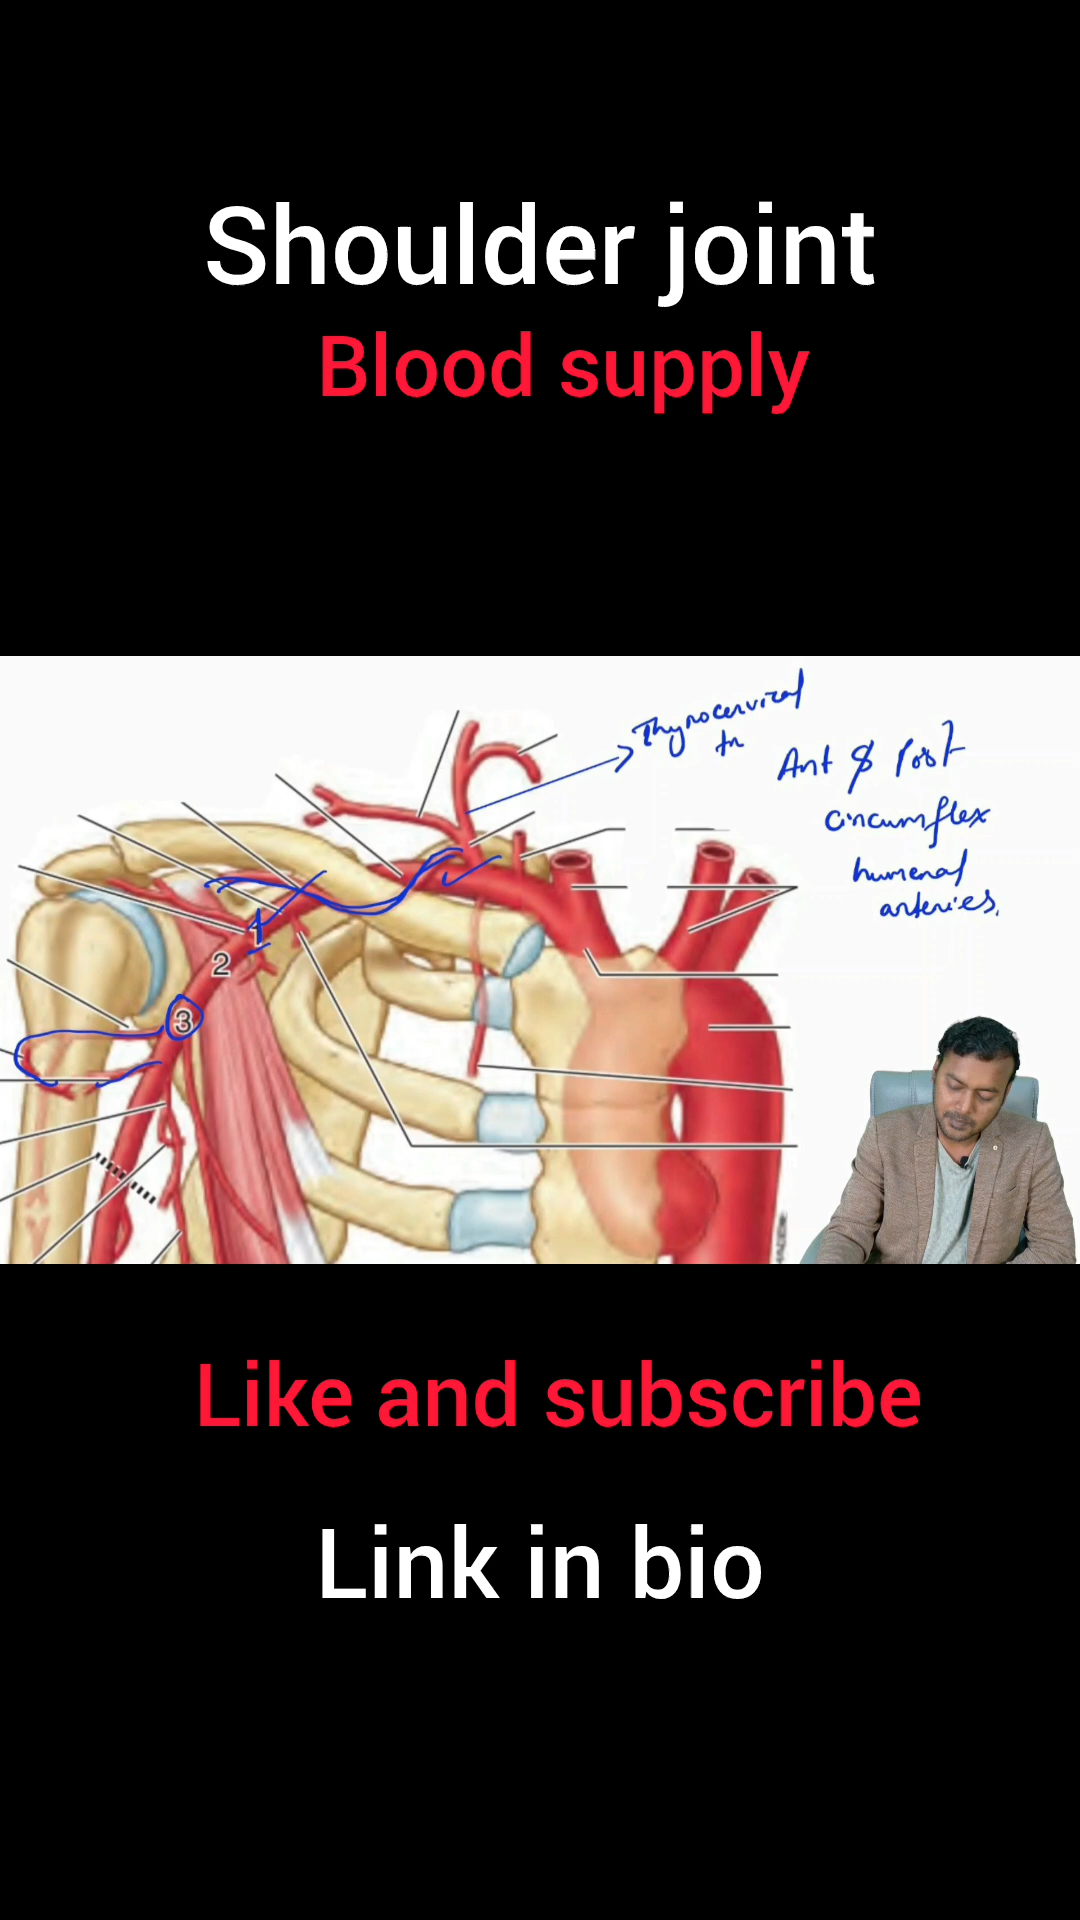 Shoulder joint
Blood supply
Thyrocervical
tr
Ant & Post
circumflex
humeral
arteries.
1
2
3
Like and subscribe
Link in bio